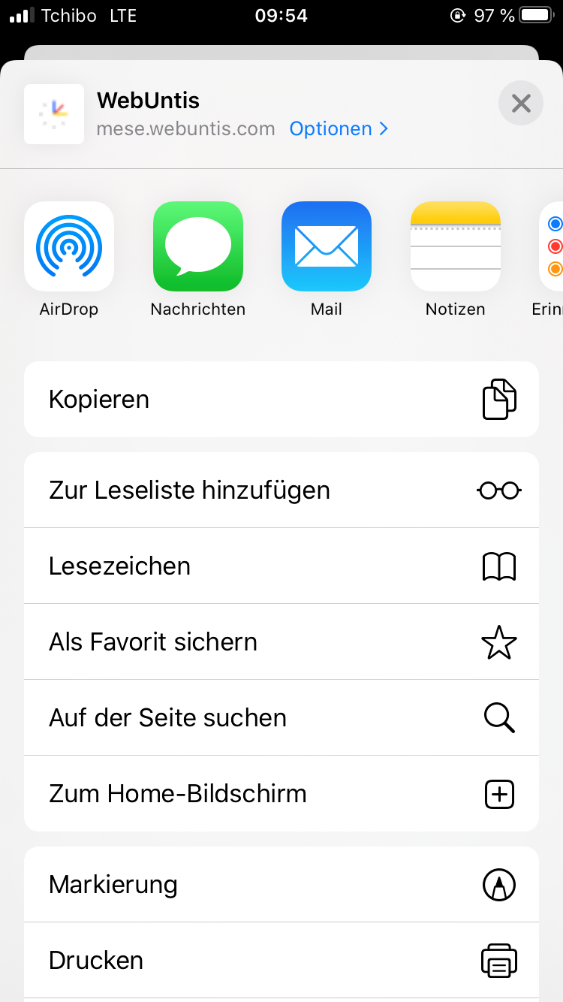 Tchibo LTE 09:54 97 %
WebUntis
mese.webuntis.com Optionen
AirDrop Nachrichten Mail Notizen Erin
Kopieren
Zur Leseliste hinzufügen
Lesezeichen
Als Favorit sichern
Auf der Seite suchen
Zum Home-Bildschirm
Markierung
Drucken